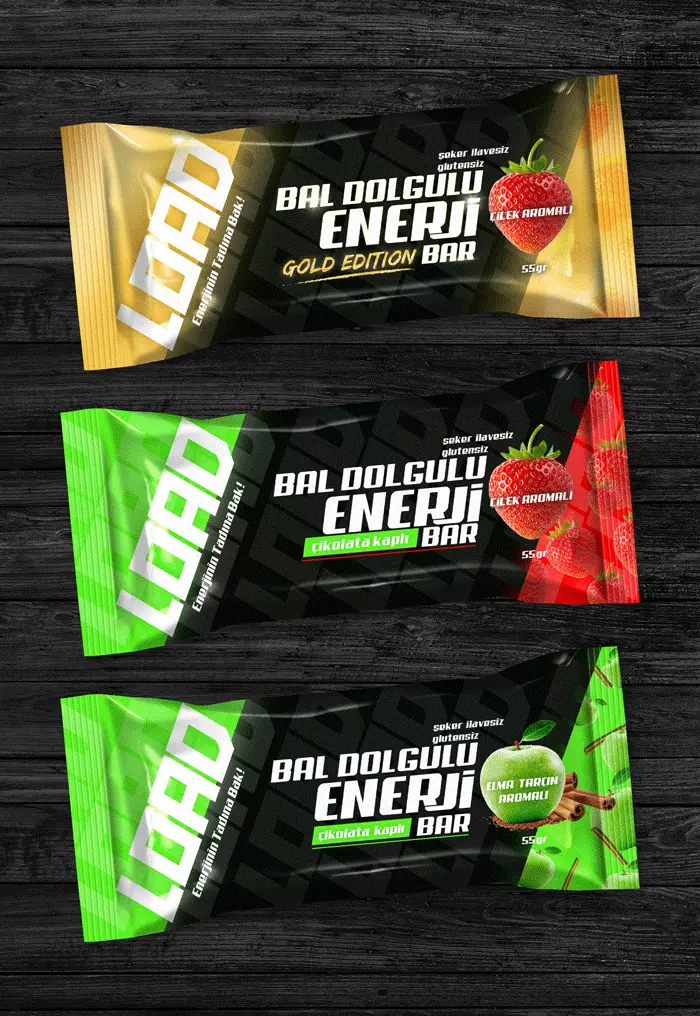 LOAD
Enerjinin Tadına Bak!
şeker ilavesiz
glutensiz
BAL DOLGULU
ENERJİ
GOLD EDITION BAR
ÇİLEK AROMALI
55gr
LOAD
Enerjinin Tadına Bak!
şeker ilavesiz
glutensiz
BAL DOLGULU
ENERJİ
çikolata kaplı BAR
ÇİLEK AROMALI
55gr
LOAD
Enerjinin Tadına Bak!
şeker ilavesiz
glutensiz
BAL DOLGULU
ENERJİ
çikolata kaplı BAR
ELMA TARÇIN
AROMALI
55gr